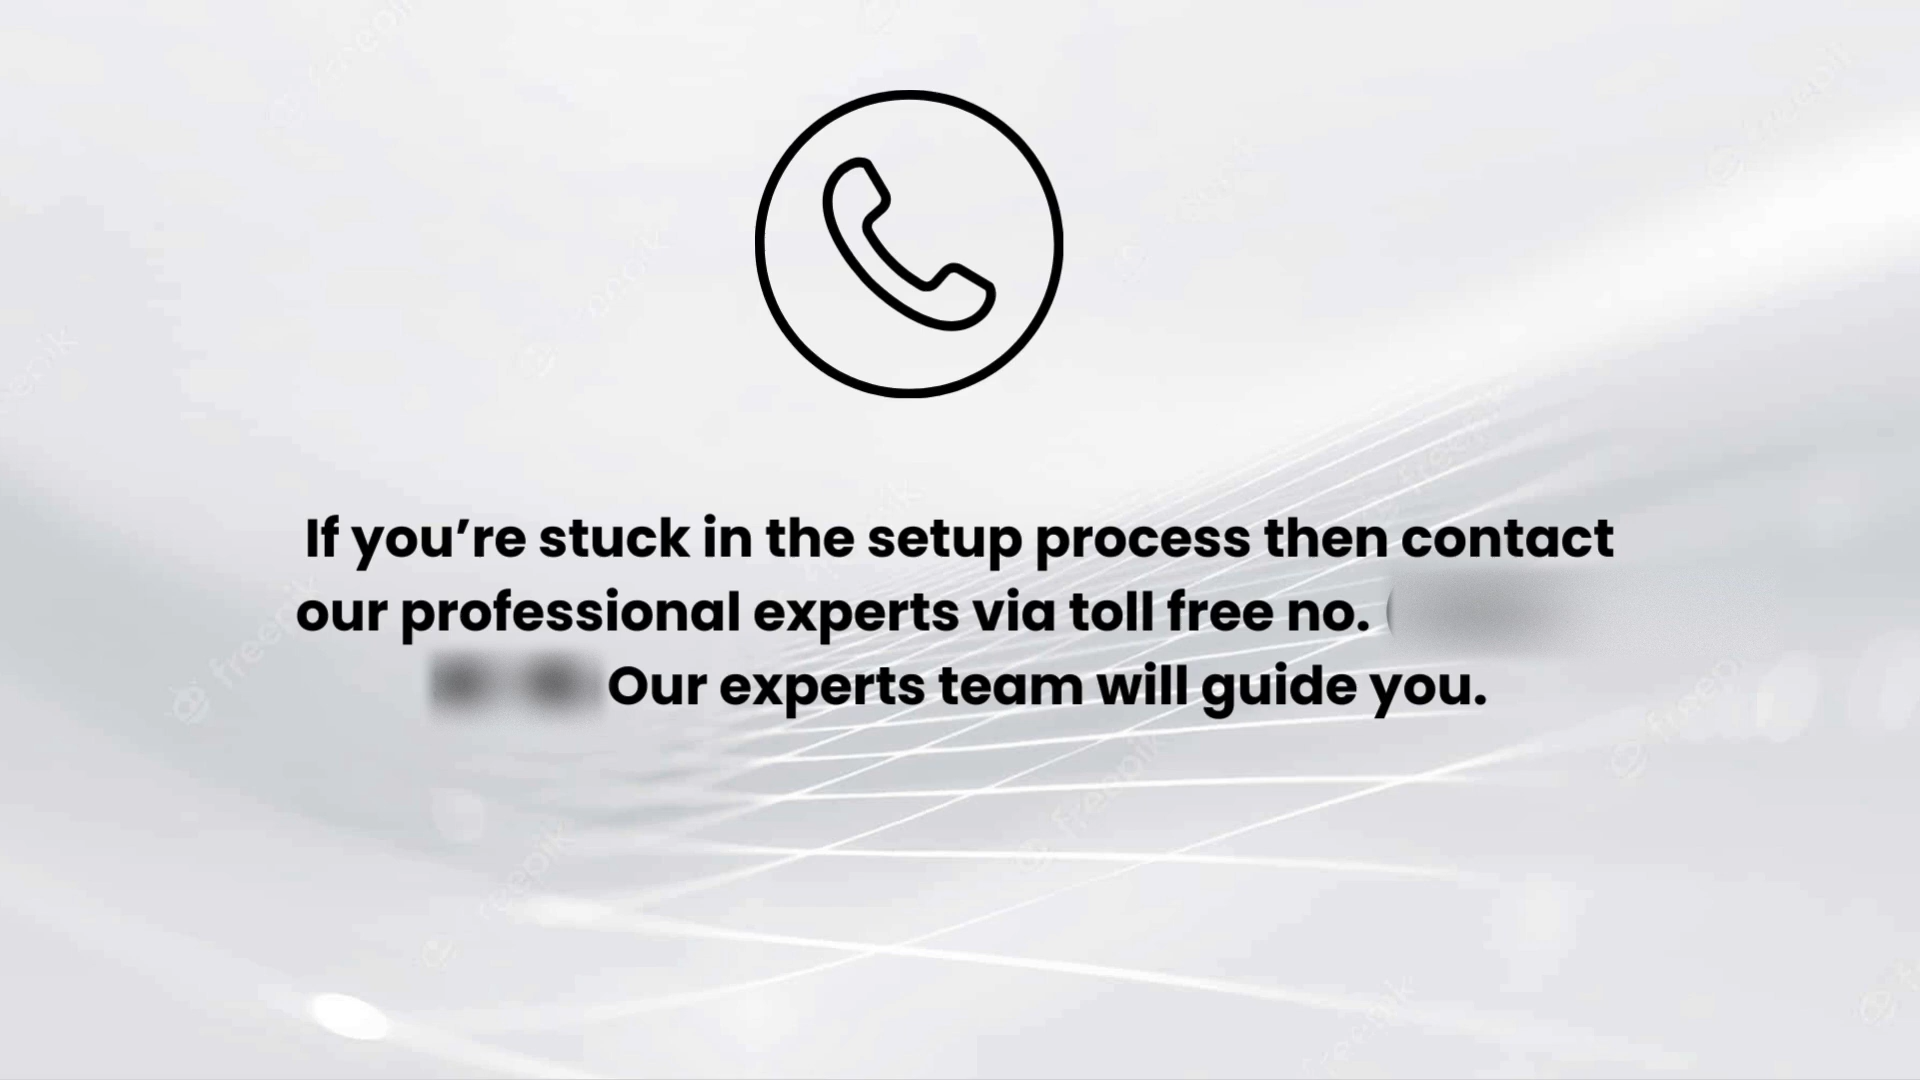 If you’re stuck in the setup process then contact
our professional experts via toll free no.
Our experts team will guide you.
freepik